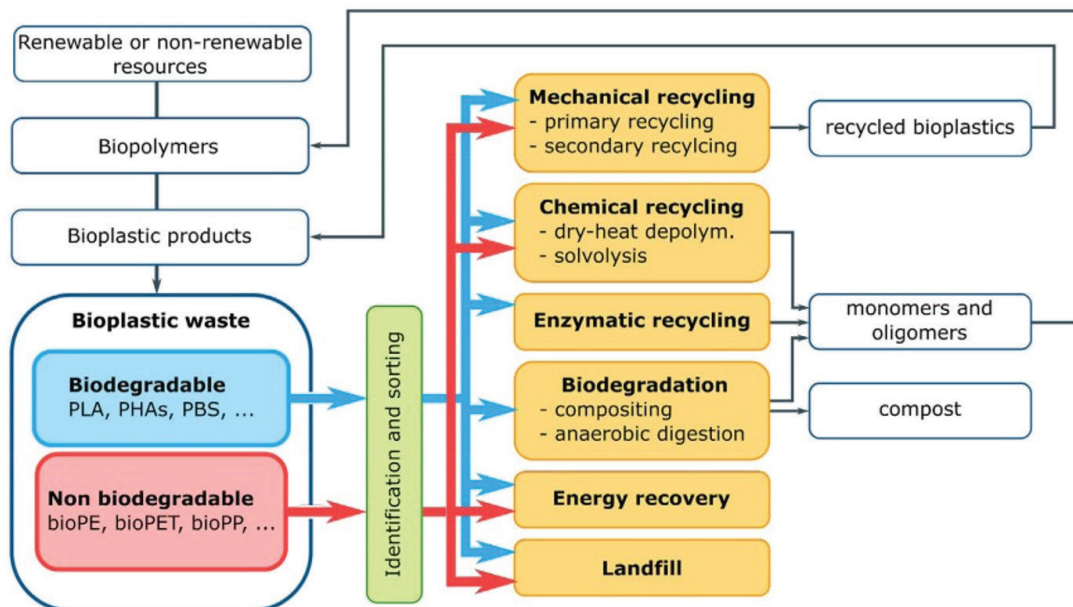 Renewable or non-renewable
resources
Biopolymers
Bioplastic products
Bioplastic waste
Biodegradable
PLA, PHAs, PBS, ...
Non biodegradable
bioPE, bioPET, bioPP, ...
Identification and sorting
Mechanical recycling
- primary recycling
- secondary recylcing
Chemical recycling
- dry-heat depolym.
- solvolysis
Enzymatic recycling
Biodegradation
- compositing
- anaerobic digestion
Energy recovery
Landfill
recycled bioplastics
monomers and
oligomers
compost